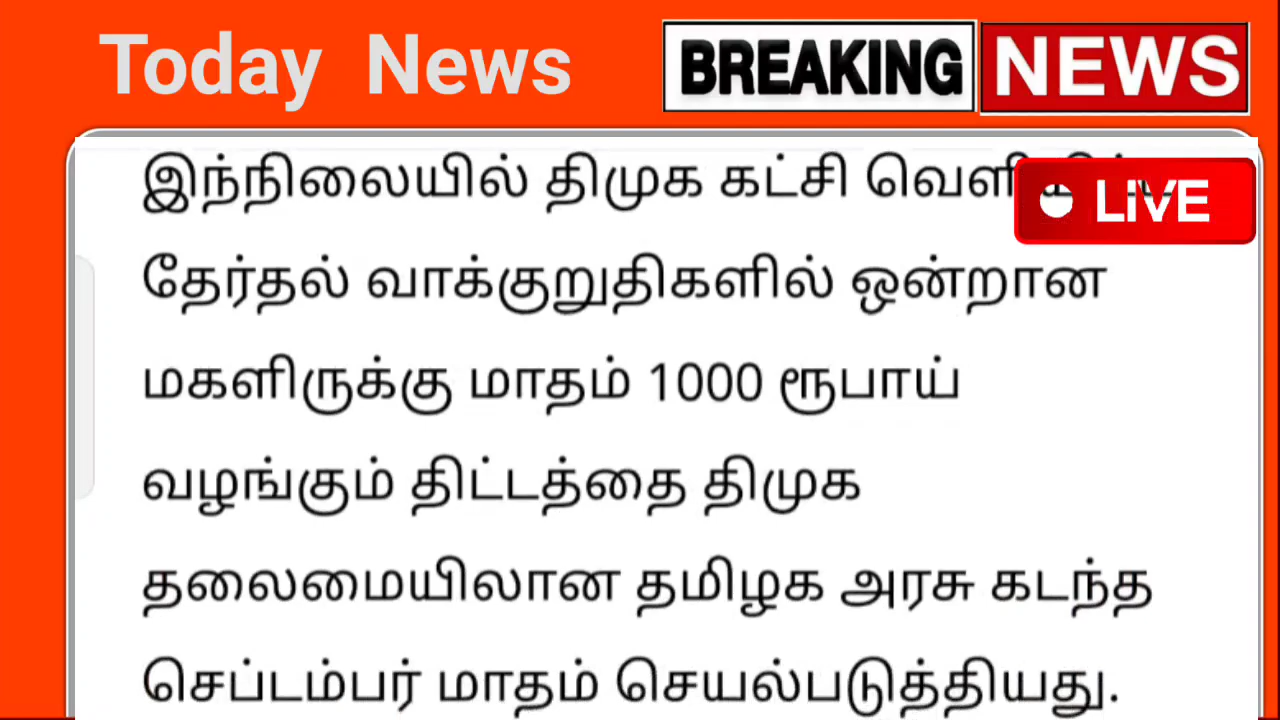 Today News
BREAKING NEWS
இந்நிலையில் திமுக கட்சி
LIVE
தேர்தல் வாக்குறுதிகளில் ஒன்றான
மகளிருக்கு மாதம் 1000 ரூபாய்
வழங்கும் திட்டத்தை திமுக
தலைமையிலான தமிழக அரசு கடந்த
செப்டம்பர் மாதம் செயல்படுத்தியது.